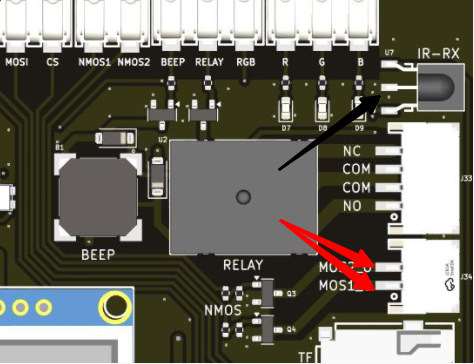 MOSI CS NMOS1 NMOS2 BEEP RELAY RGB R G B
U7 IR-RX
D7 D8 D9
U2
B1
NC
COM
COM
NO
J33
BEEP
RELAY
J34
MOS1
NMOS
Q3
Q4
TF